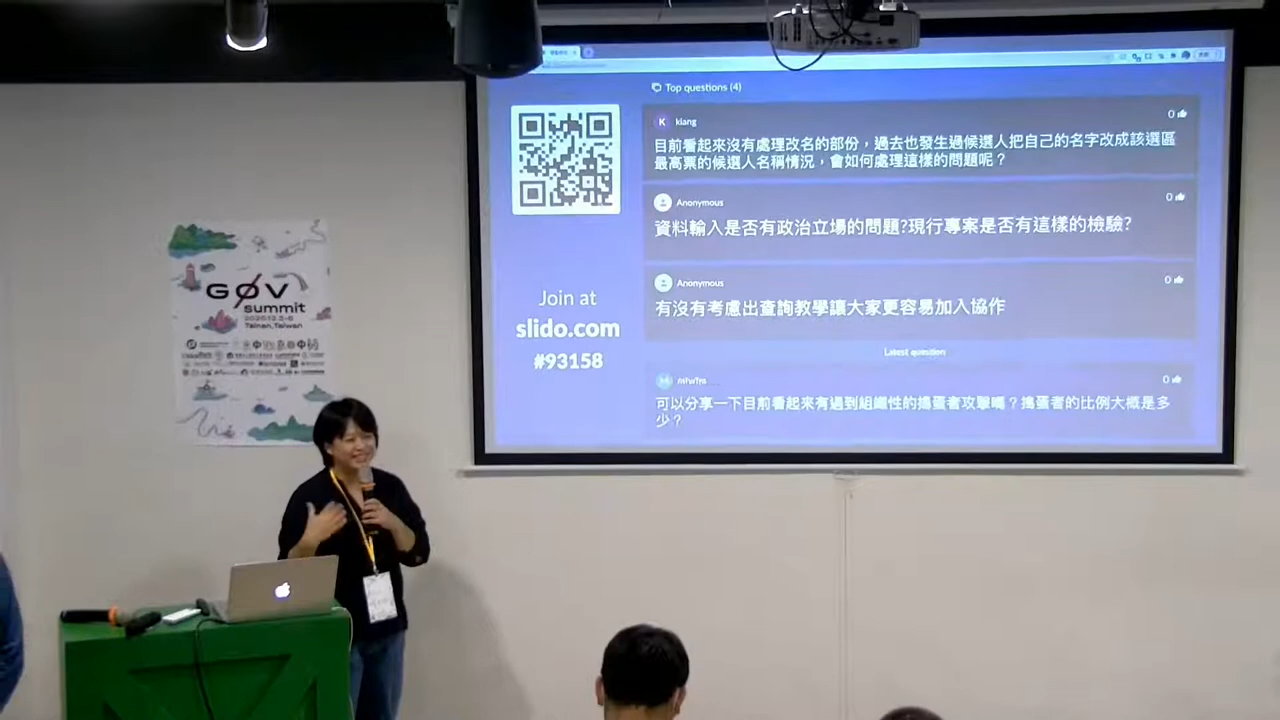 Top questions (4)
K
kiang
0
目前看起來沒有處理改名的部份，過去也發生過候選人把自己的名字改成該選區
最高票的候選人名稱情況，會如何處理這樣的問題呢？
Anonymous
0
資料輸入是否有政治立場的問題?現行專案是否有這樣的檢驗?
Anonymous
0
有沒有考慮出查詢教學讓大家更容易加入協作
Latest question
0
可以分享一下目前看起來有遇到組織性的搗蛋者攻擊嗎？搗蛋者的比例大概是多
少？
Join at
slido.com
#93158
GØV
summit
Tainan,Taiwan